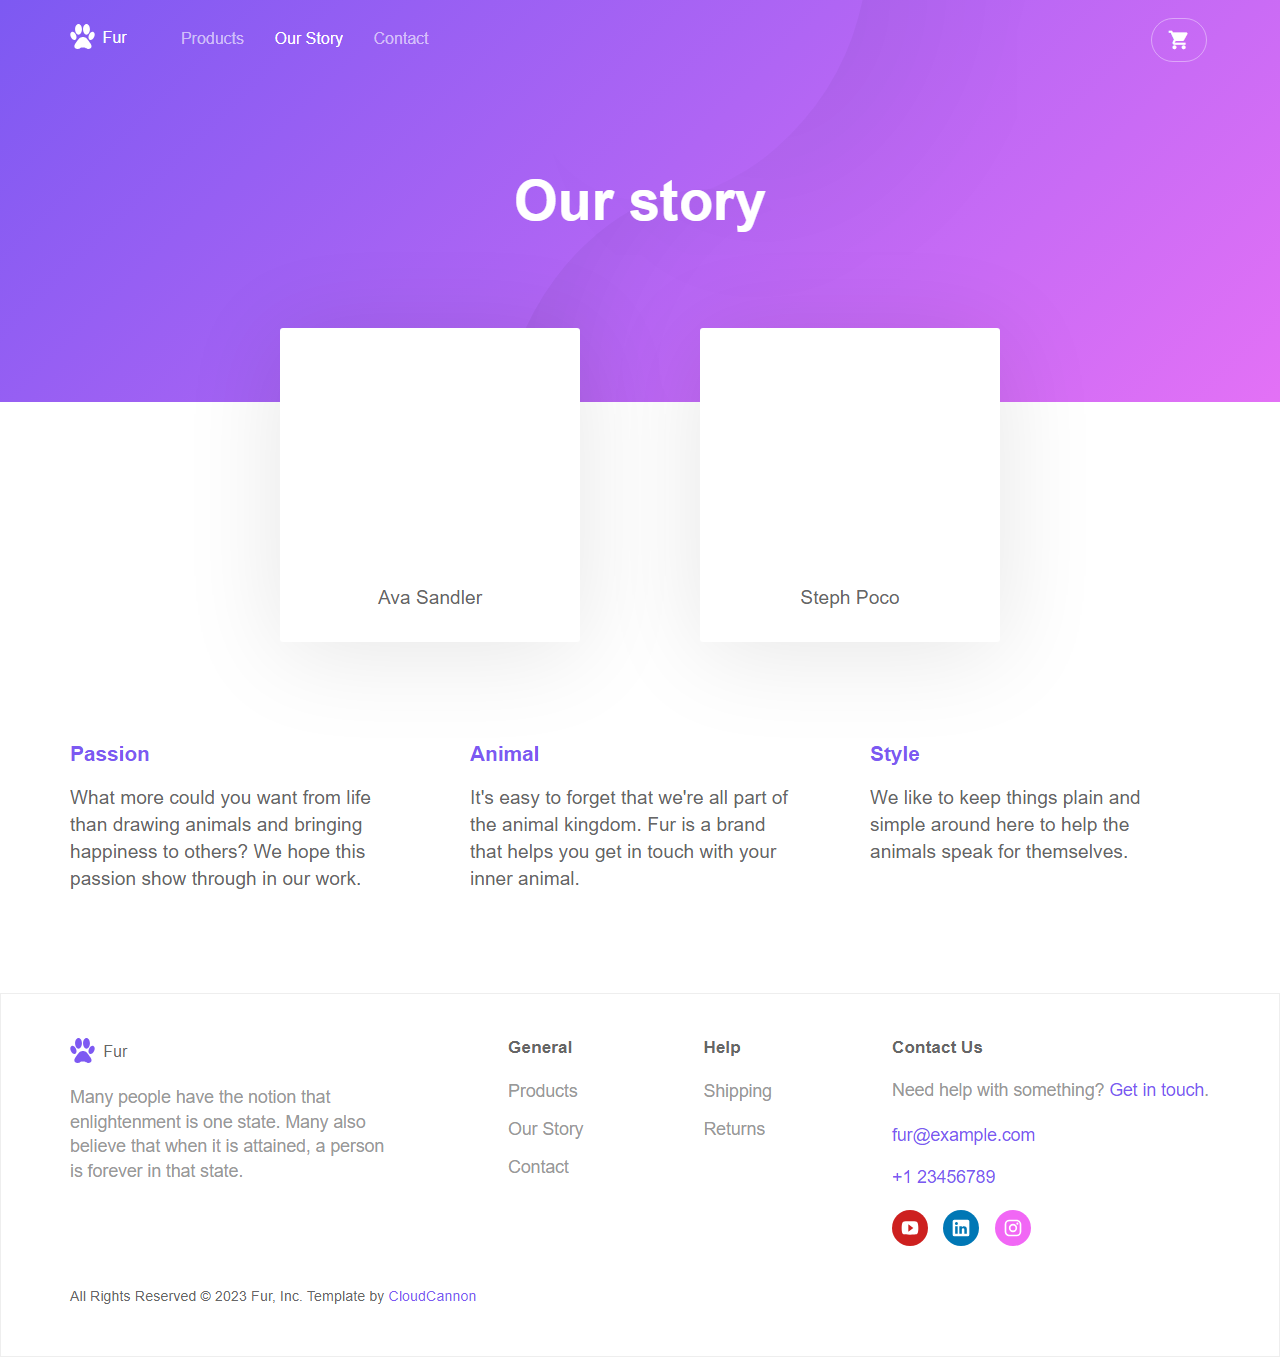 Fur
Products
Our Story
Contact
Our story
Ava Sandler
Steph Poco
Passion
What more could you want from life
than drawing animals and bringing
happiness to others? We hope this
passion show through in our work.
Animal
It's easy to forget that we're all part of
the animal kingdom. Fur is a brand
that helps you get in touch with your
inner animal.
Style
We like to keep things plain and
simple around here to help the
animals speak for themselves.
Fur
Many people have the notion that
enlightenment is one state. Many also
believe that when it is attained, a person
is forever in that state.
General
Products
Our Story
Contact
Help
Shipping
Returns
Contact Us
Need help with something? Get in touch.
fur@example.com
+1 23456789
All Rights Reserved © 2023 Fur, Inc. Template by CloudCannon